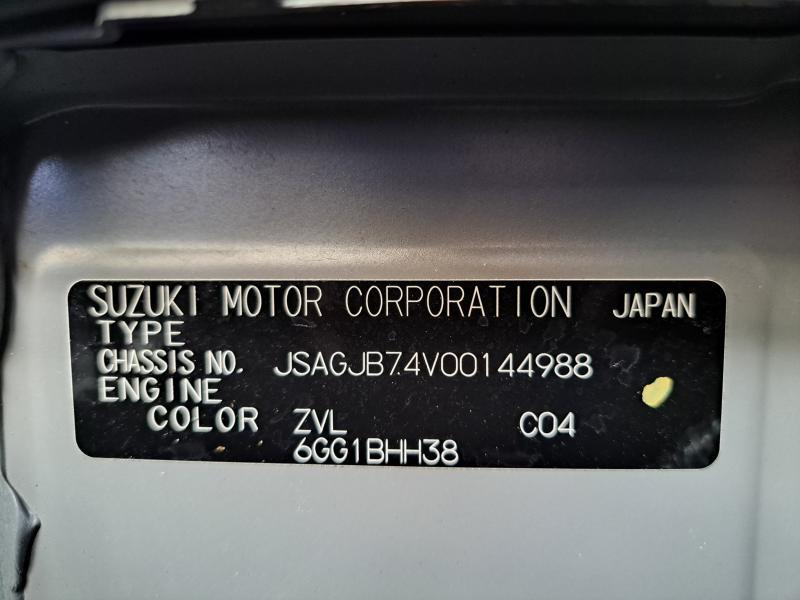 SUZUKI MOTOR CORPORATION JAPAN
TYPE
CHASSIS NO. JSAGJB74V00144988
ENGINE
COLOR ZVL C04
6GG1BHH38